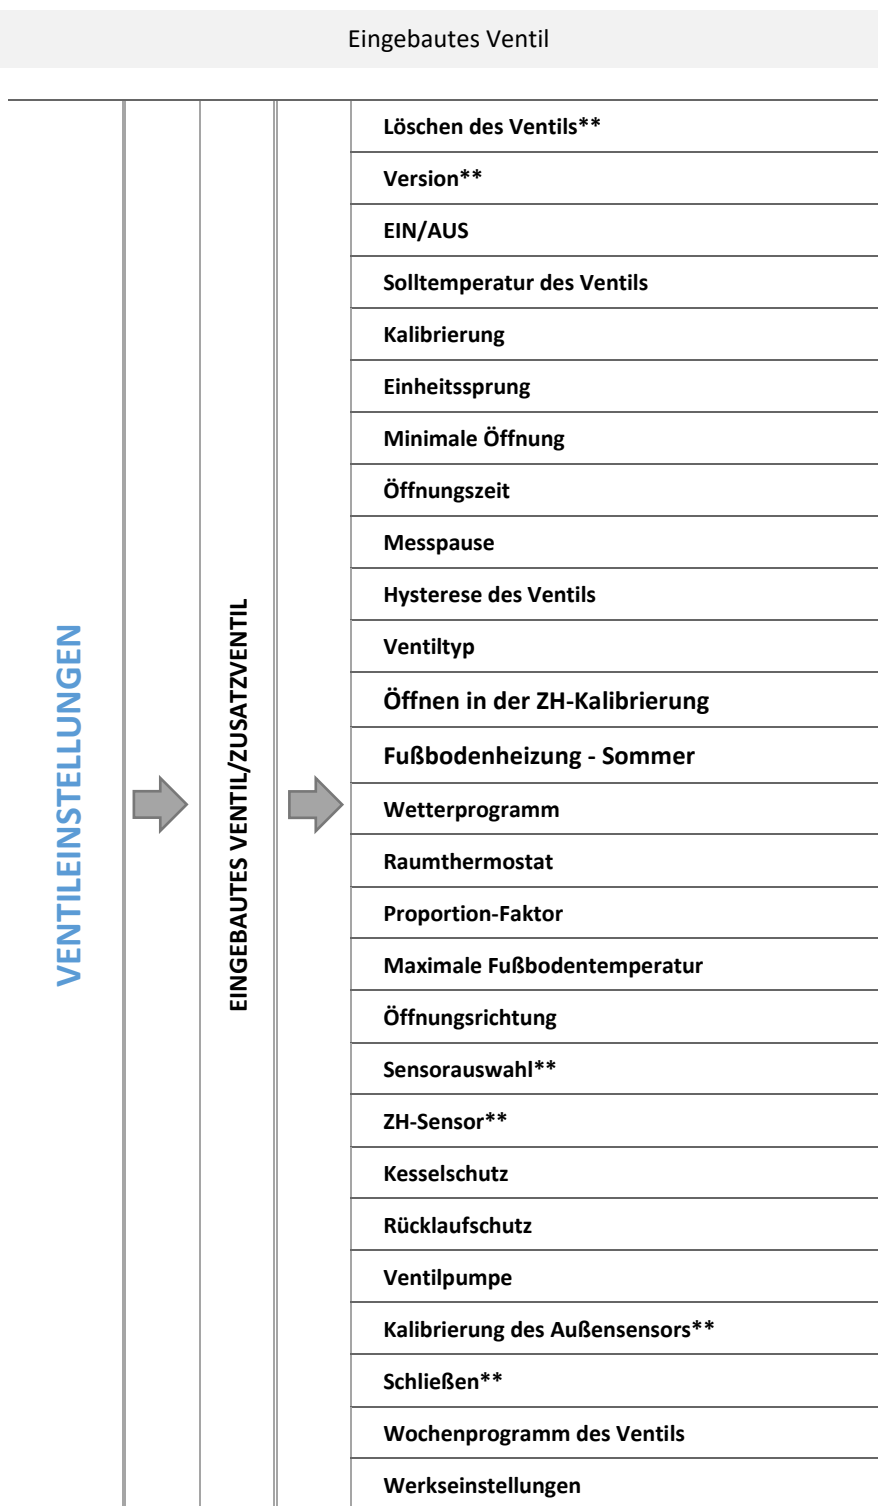 Eingebautes Ventil
VENTILEINSTELLUNGEN
EINGEBAUTES VENTIL/ZUSATZVENTIL
Löschen des Ventils**
Version**
EIN/AUS
Solltemperatur des Ventils
Kalibrierung
Einheitssprung
Minimale Öffnung
Öffnungszeit
Messpause
Hysterese des Ventils
Ventiltyp
Öffnen in der ZH-Kalibrierung
Fußbodenheizung - Sommer
Wetterprogramm
Raumthermostat
Proportion-Faktor
Maximale Fußbodentemperatur
Öffnungsrichtung
Sensorauswahl**
ZH-Sensor**
Kesselschutz
Rücklaufschutz
Ventilpumpe
Kalibrierung des Außensensors**
Schließen**
Wochenprogramm des Ventils
Werkseinstellungen